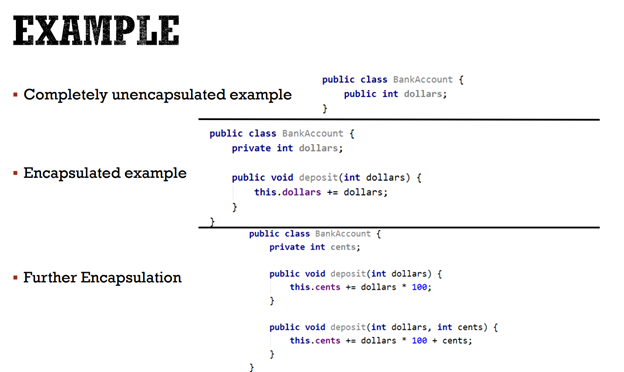 EXAMPLE
▪ Completely unencapsulated example
public class BankAccount {
public int dollars;
}
▪ Encapsulated example
public class BankAccount {
private int dollars;
public void deposit(int dollars) {
this.dollars += dollars;
}
}
▪ Further Encapsulation
public class BankAccount {
private int cents;
public void deposit(int dollars) {
this.cents += dollars * 100;
}
public void deposit(int dollars, int cents) {
this.cents += dollars * 100 + cents;
}
}